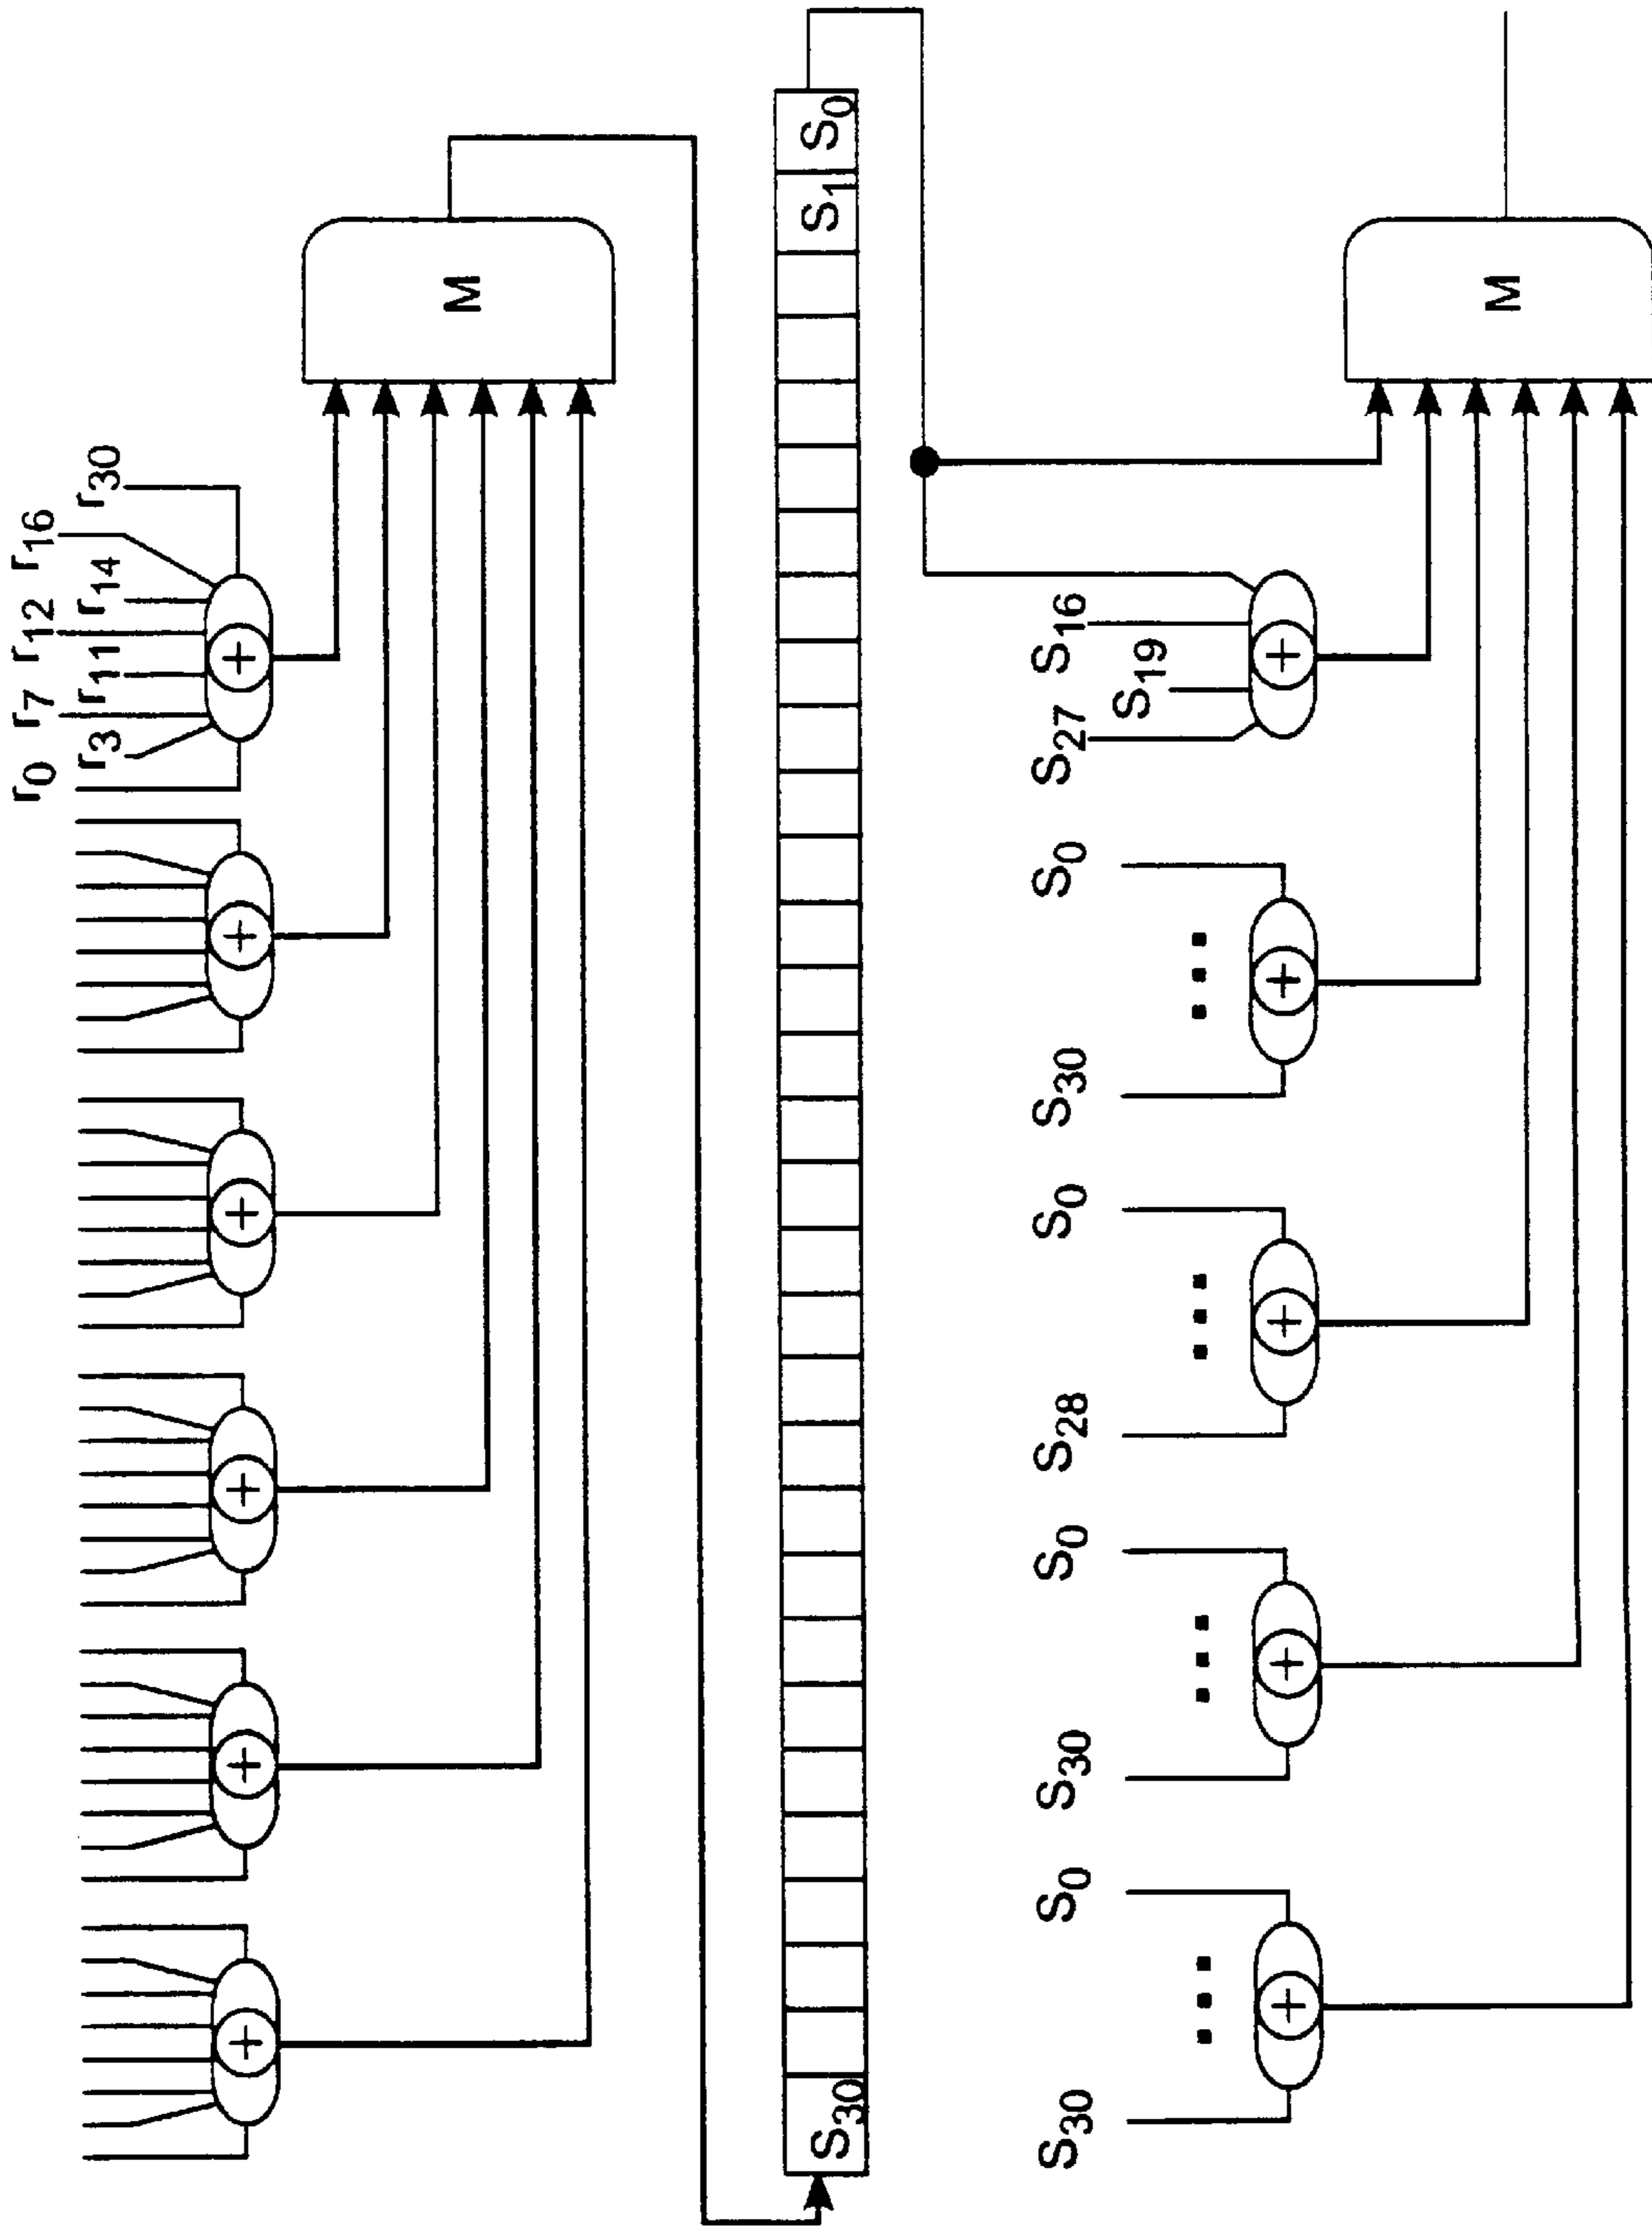 r0 r7 r12 r16
r3 r11 r14 r30
+ + + + + +
M
S30 S1 S0
S30 S0 S30 S0 S28 S0 S30 S0 S27 S16
S19
+ + + + + +
M